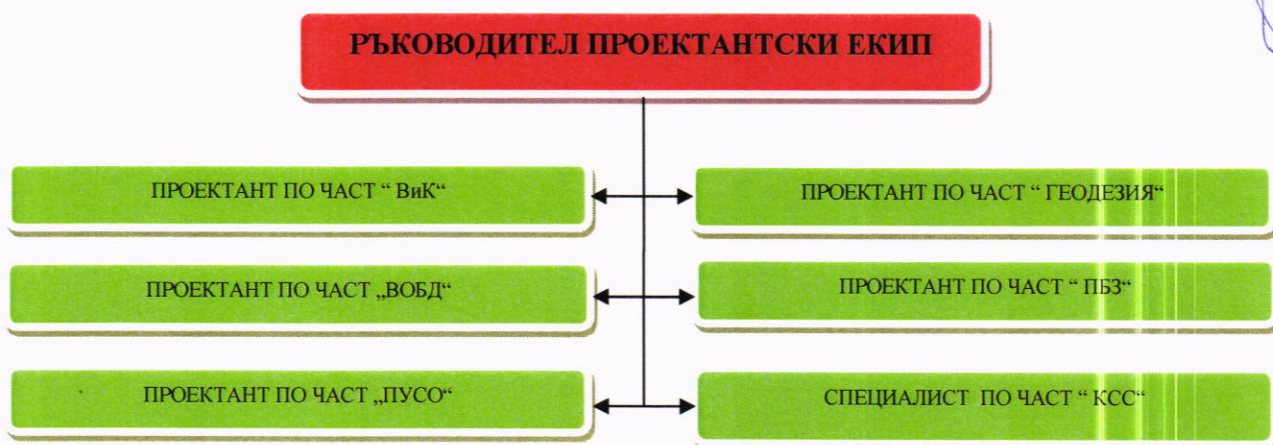 РЪКОВОДИТЕЛ ПРОЕКТАНТСКИ ЕКИП
ПРОЕКТАНТ ПО ЧАСТ “ ВиК“
ПРОЕКТАНТ ПО ЧАСТ “ ГЕОДЕЗИЯ“
ПРОЕКТАНТ ПО ЧАСТ „ВОБД“
ПРОЕКТАНТ ПО ЧАСТ “ ПБЗ“
ПРОЕКТАНТ ПО ЧАСТ „ПУСО“
СПЕЦИАЛИСТ ПО ЧАСТ “ КСС“